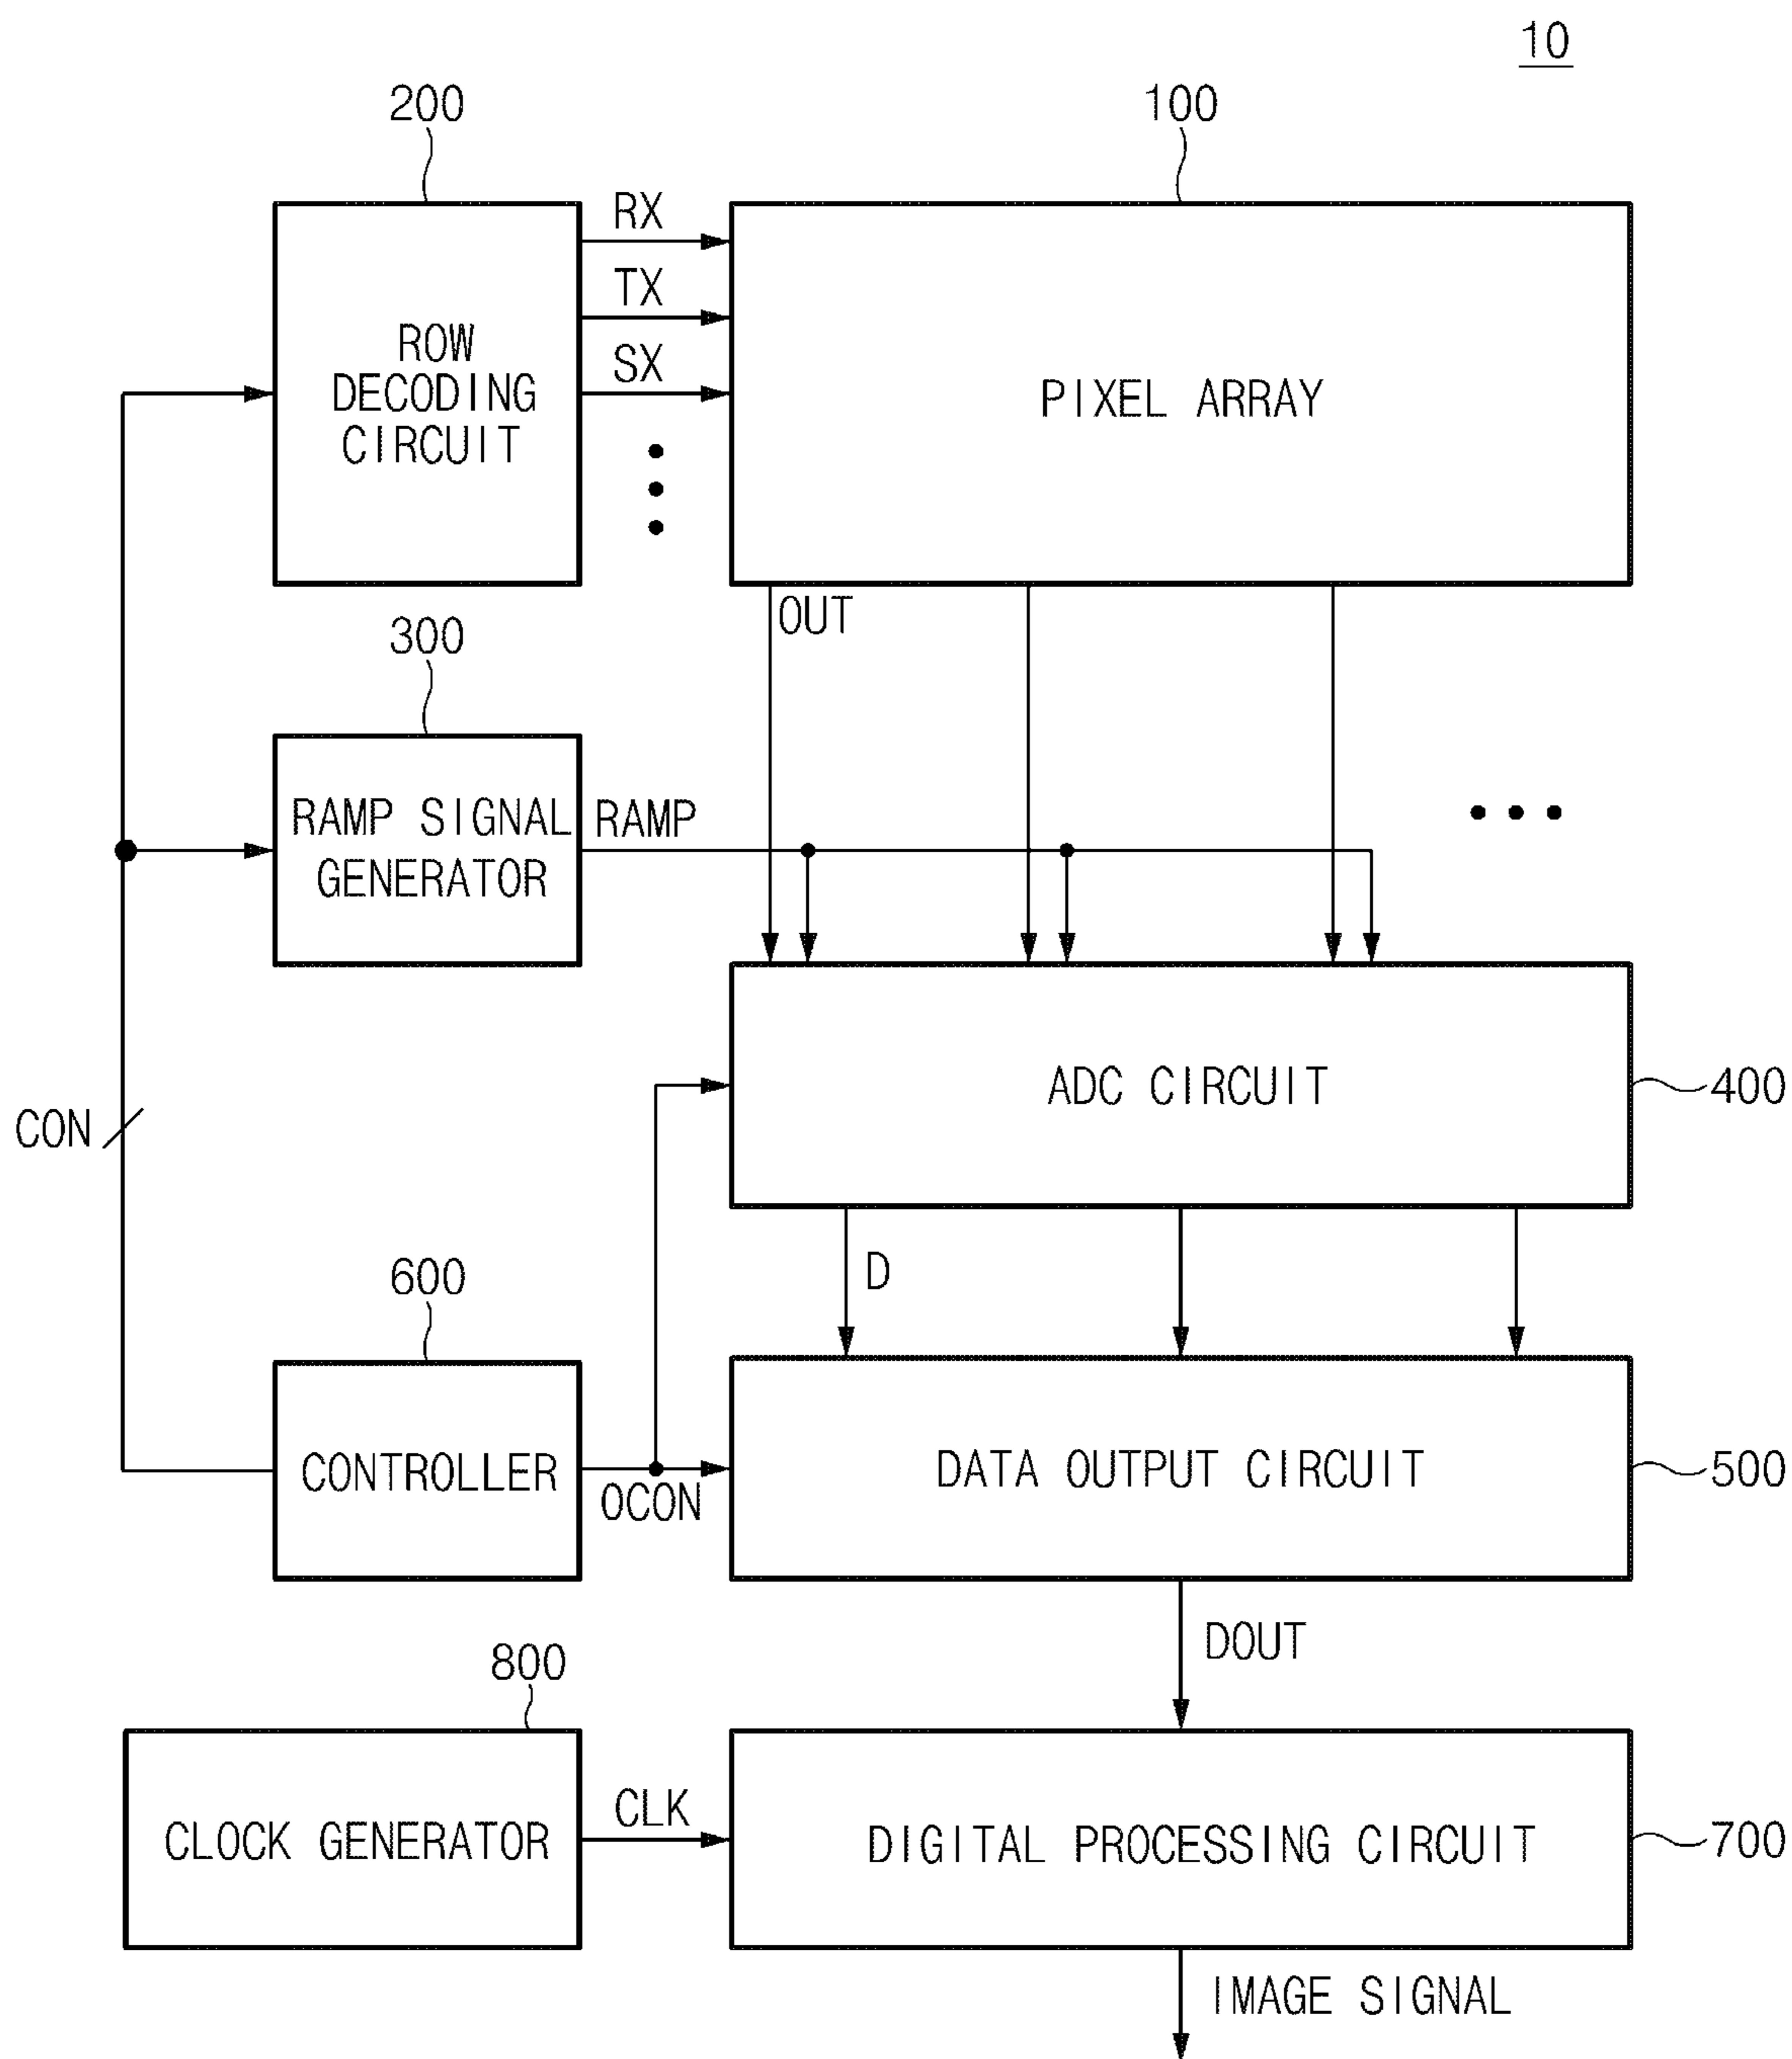 10
200
100
RX
TX
SX
ROW
DECODING
CIRCUIT
PIXEL ARRAY
OUT
300
RAMP SIGNAL
GENERATOR
RAMP
ADC CIRCUIT
400
CON
D
600
CONTROLLER
OCON
DATA OUTPUT CIRCUIT
500
DOUT
800
CLOCK GENERATOR
CLK
DIGITAL PROCESSING CIRCUIT
700
IMAGE SIGNAL